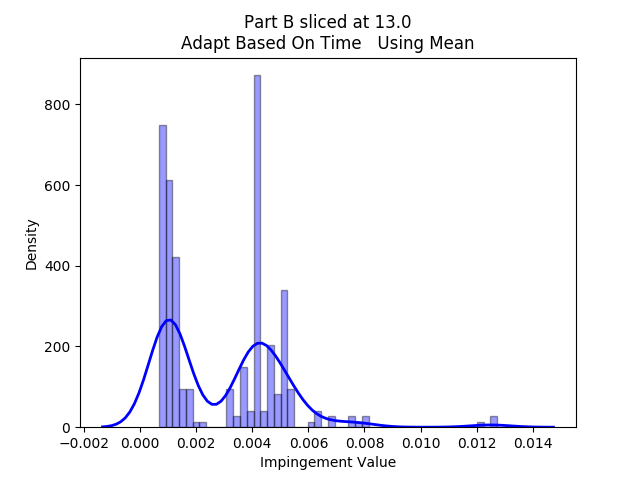 Part B sliced at 13.0
Adapt Based On Time   Using Mean
800
600
400
200
0
Density
−0.002 0.000 0.002 0.004 0.006 0.008 0.010 0.012 0.014
Impingement Value